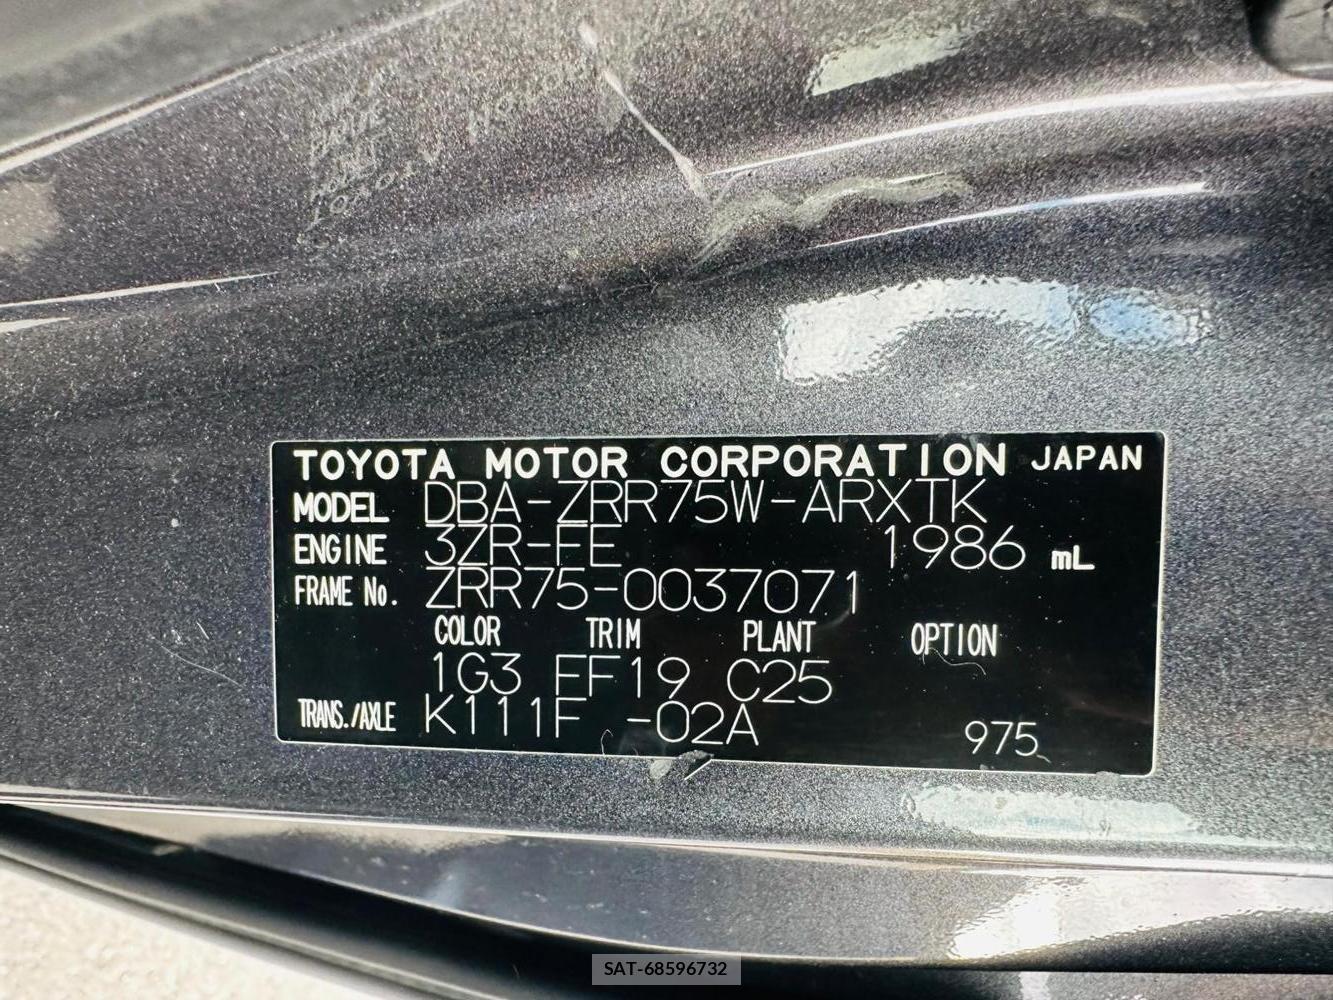 TOYOTA MOTOR CORPORATION JAPAN
MODEL DBA-ZRR75W-ARXTK
ENGINE 3ZR-FE 1986 mL
FRAME No. ZRR75-0037071
COLOR TRIM PLANT OPTION
1G3 EF19 C25
TRANS./AXLE K111F -02A 975
SAT-68596732